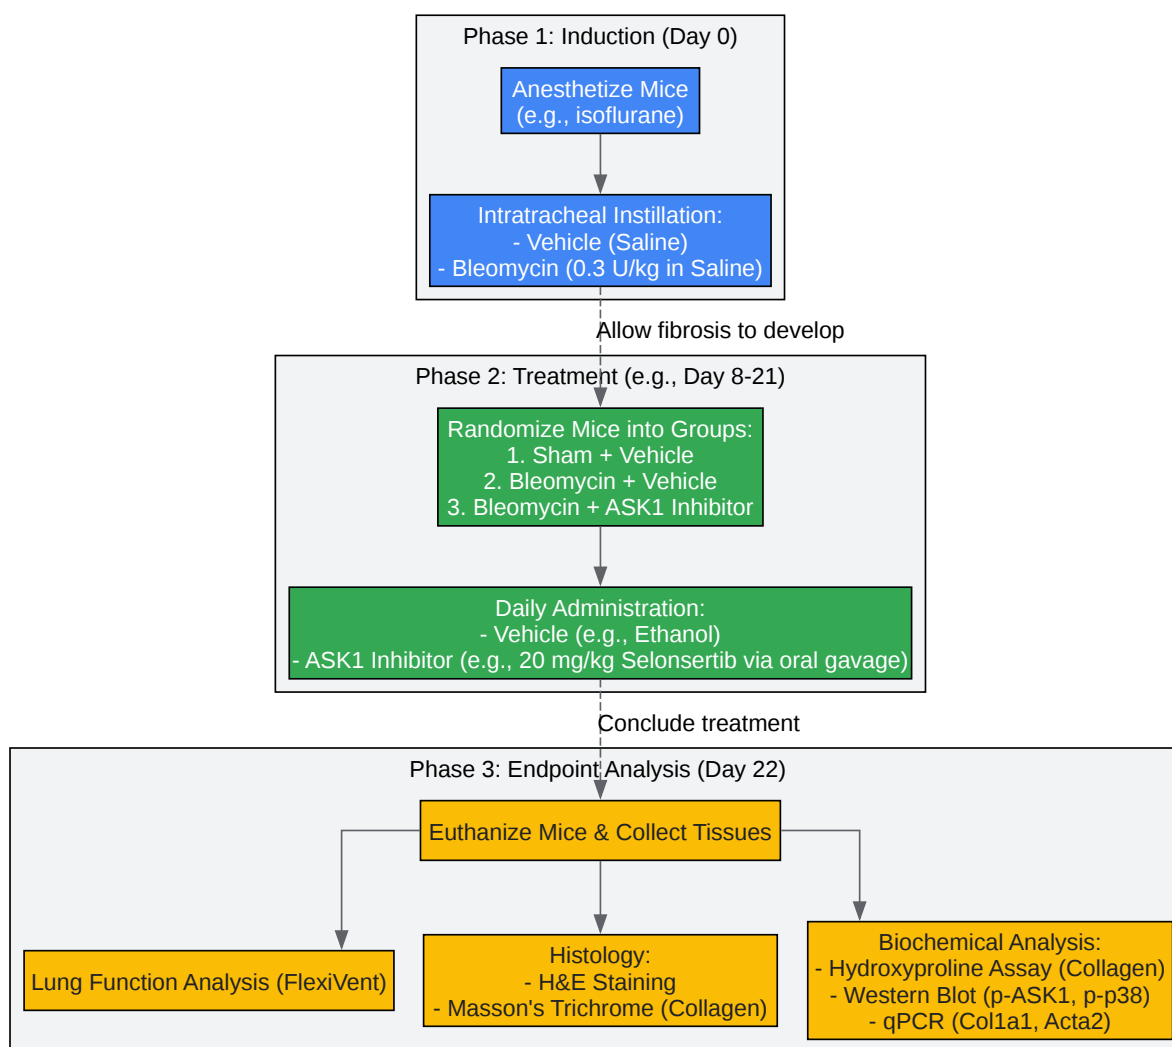 Phase 1: Induction (Day 0)
Anesthetize Mice
(e.g., isoflurane)
Intratracheal Instillation:
- Vehicle (Saline)
- Bleomycin (0.3 U/kg in Saline)
Allow fibrosis to develop
Phase 2: Treatment (e.g., Day 8-21)
Randomize Mice into Groups:
1. Sham + Vehicle
2. Bleomycin + Vehicle
3. Bleomycin + ASK1 Inhibitor
Daily Administration:
- Vehicle (e.g., Ethanol)
- ASK1 Inhibitor (e.g., 20 mg/kg Selonsertib via oral gavage)
Conclude treatment
Phase 3: Endpoint Analysis (Day 22)
Euthanize Mice & Collect Tissues
Lung Function Analysis (FlexiVent)
Histology:
- H&E Staining
- Masson's Trichrome (Collagen)
Biochemical Analysis:
- Hydroxyproline Assay (Collagen)
- Western Blot (p-ASK1, p-p38)
- qPCR (Col1a1, Acta2)